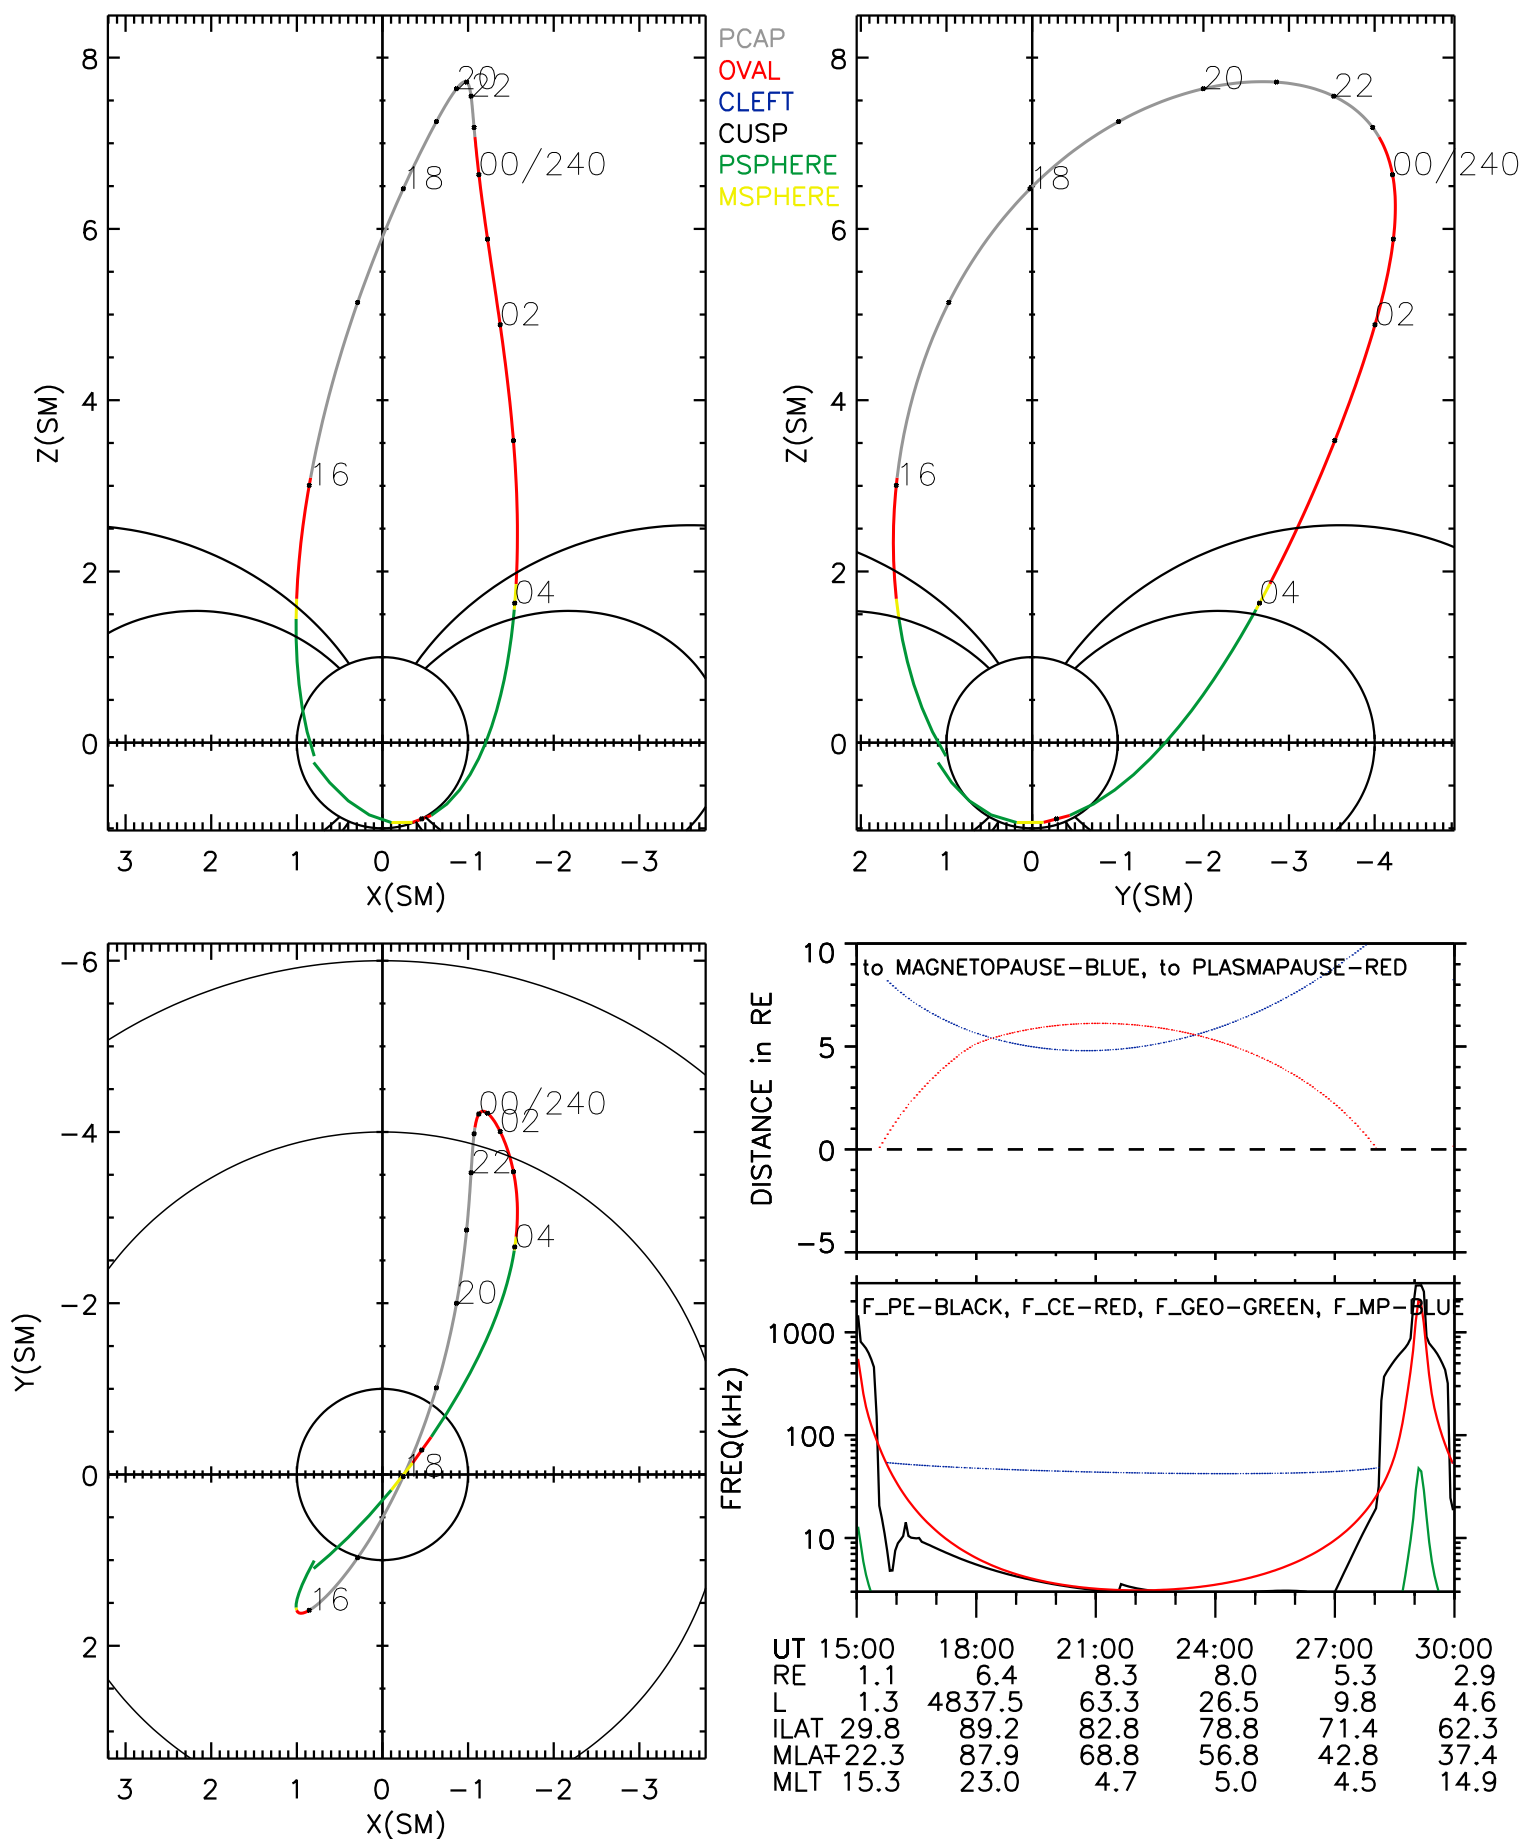 PCAP
OVAL
CLEFT
CUSP
PSPHERE
MSPHERE
8
6
4
2
0
Z(SM)
20
22
18
00/240
02
16
04
3 2 1 0 -1 -2 -3
X(SM)
8
6
4
2
0
Z(SM)
20
22
18
00/240
02
16
04
2 1 0 -1 -2 -3 -4
Y(SM)
-6
-4
-2
0
2
Y(SM)
00/240
02
22
04
20
18
16
3 2 1 0 -1 -2 -3
X(SM)
10
5
0
-5
DISTANCE in RE
to MAGNETOPAUSE-BLUE, to PLASMAPAUSE-RED
1000
100
10
FREQ(kHz)
F_PE-BLACK, F_CE-RED, F_GEO-GREEN, F_MP-BLUE
UT 15:00 18:00 21:00 24:00 27:00 30:00
RE 1.1 6.4 8.3 8.0 5.3 2.9
L 1.3 4837.5 63.3 26.5 9.8 4.6
ILAT 29.8 89.2 82.8 78.8 71.4 62.3
MLAT -22.3 87.9 68.8 56.8 42.8 37.4
MLT 15.3 23.0 4.7 5.0 4.5 14.9